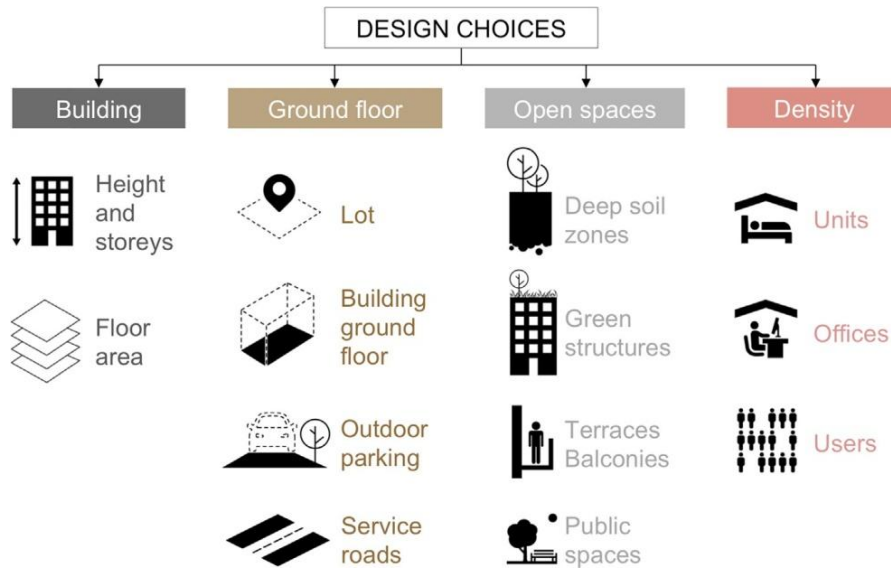 DESIGN CHOICES
Building
Height
and
storeys
Floor
area
Ground floor
Lot
Building
ground
floor
Outdoor
parking
Service
roads
Open spaces
Deep soil
zones
Green
structures
Terraces
Balconies
Public
spaces
Density
Units
Offices
Users